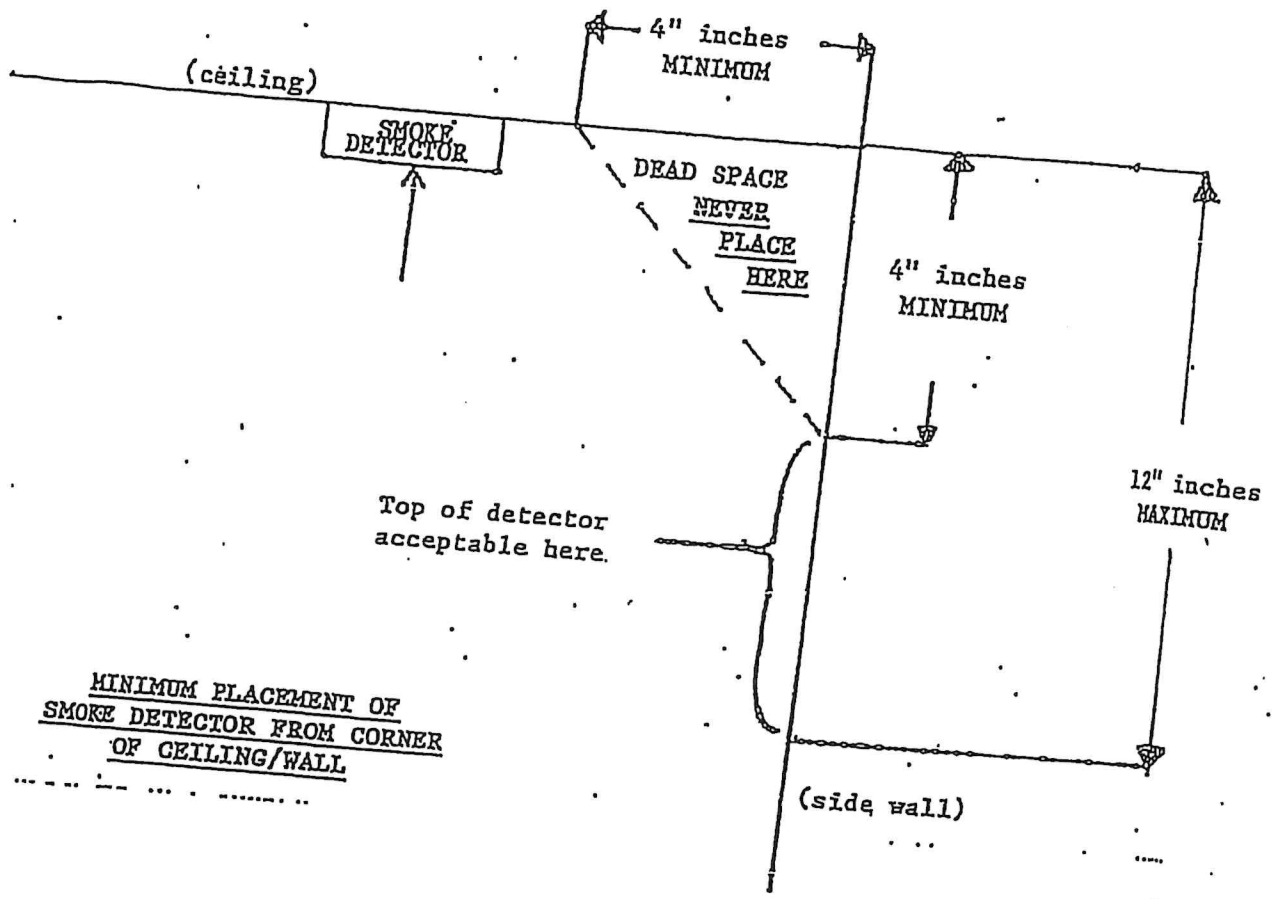 4" inches
MINIMUM
(ceiling)
SMOKE
DETECTOR
DEAD SPACE
NEVER
PLACE
HERE
4" inches
MINIMUM
12" inches
MAXIMUM
Top of detector
acceptable here.
MINIMUM PLACEMENT OF
SMOKE DETECTOR FROM CORNER
OF CEILING/WALL
(side wall)